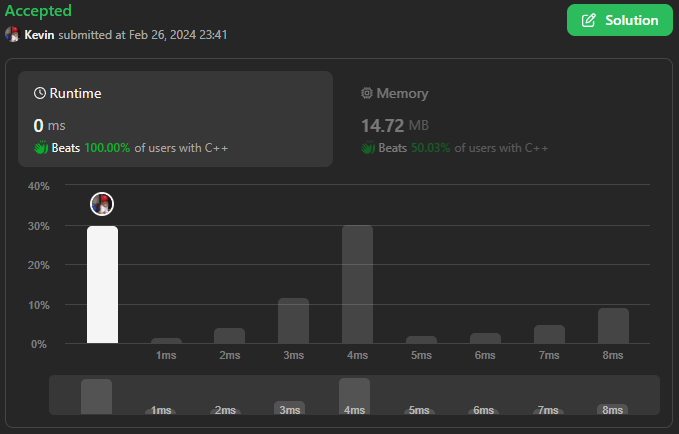 Accepted
Kevin submitted at Feb 26, 2024 23:41
Solution
Runtime
0 ms
Beats 100.00% of users with C++
Memory
14.72 MB
Beats 50.03% of users with C++
40%
30%
20%
10%
0%
1ms 2ms 3ms 4ms 5ms 6ms 7ms 8ms
1ms 2ms 3ms 4ms 5ms 6ms 7ms 8ms